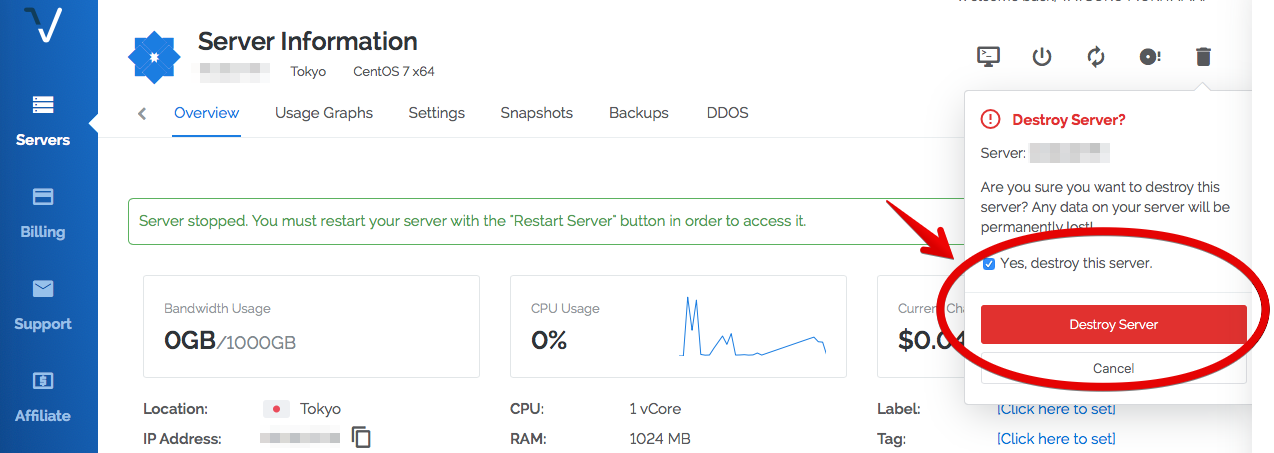 Server Information
Tokyo CentOS 7 x64
Overview Usage Graphs Settings Snapshots Backups DDOS
Servers
Billing
Support
Affiliate
Destroy Server?
Server:
Are you sure you want to destroy this
server? Any data on your server will be
permanently lost!
Yes, destroy this server.
Destroy Server
Cancel
Server stopped. You must restart your server with the "Restart Server" button in order to access it.
Bandwidth Usage
0GB/1000GB
CPU Usage
0%
Current
$0.04
Location: Tokyo
IP Address:
CPU: 1 vCore
RAM: 1024 MB
Label: [Click here to set]
Tag: [Click here to set]